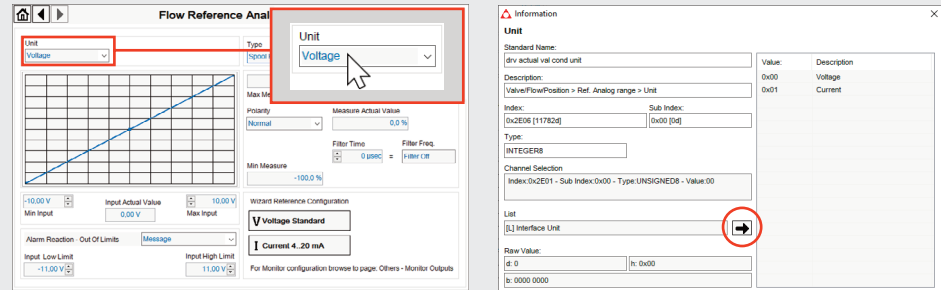 Flow Reference Anal
Unit
Voltage
Type
Spool
Unit
Voltage
Max Me
Polarity
Normal
Measure Actual Value
0,0 %
Filter Time
Filter Freq.
0 µsec = Filter Off
Min Measure
-100,0 %
-10,00 V
Min Input
Input Actual Value
0,00 V
10,00 V
Max Input
Wizard Reference Configuration
V Voltage Standard
I Current 4..20 mA
Alarm Reaction - Out Of Limits
Message
Input Low Limit
-11,00 V
Input High Limit
11,00 V
For Monitor configuration browse to page: Others - Monitor Outputs
Information
Unit
Standard Name:
drv actual val cond unit
Description:
Valve/Flow/Position > Ref. Analog range > Unit
Index:
Sub Index:
0x2E06 [11782d]
0x00 [0d]
Type:
INTEGER8
Channel Selection
Index:0x2E01 - Sub Index:0x00 - Type:UNSIGNED8 - Value:00
List
[L] Interface Unit
Raw Value:
d: 0
h: 0x00
b: 0000 0000
Value: Description
0x00 Voltage
0x01 Current